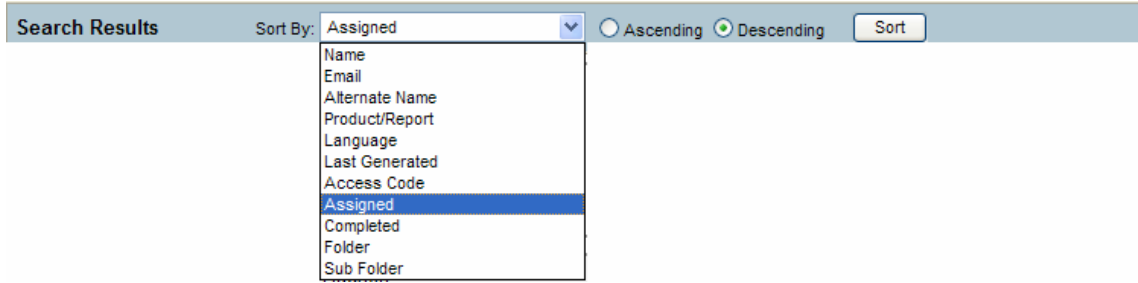 Search Results Sort By: Assigned Ascending Descending Sort
Name
Email
Alternate Name
Product/Report
Language
Last Generated
Access Code
Assigned
Completed
Folder
Sub Folder